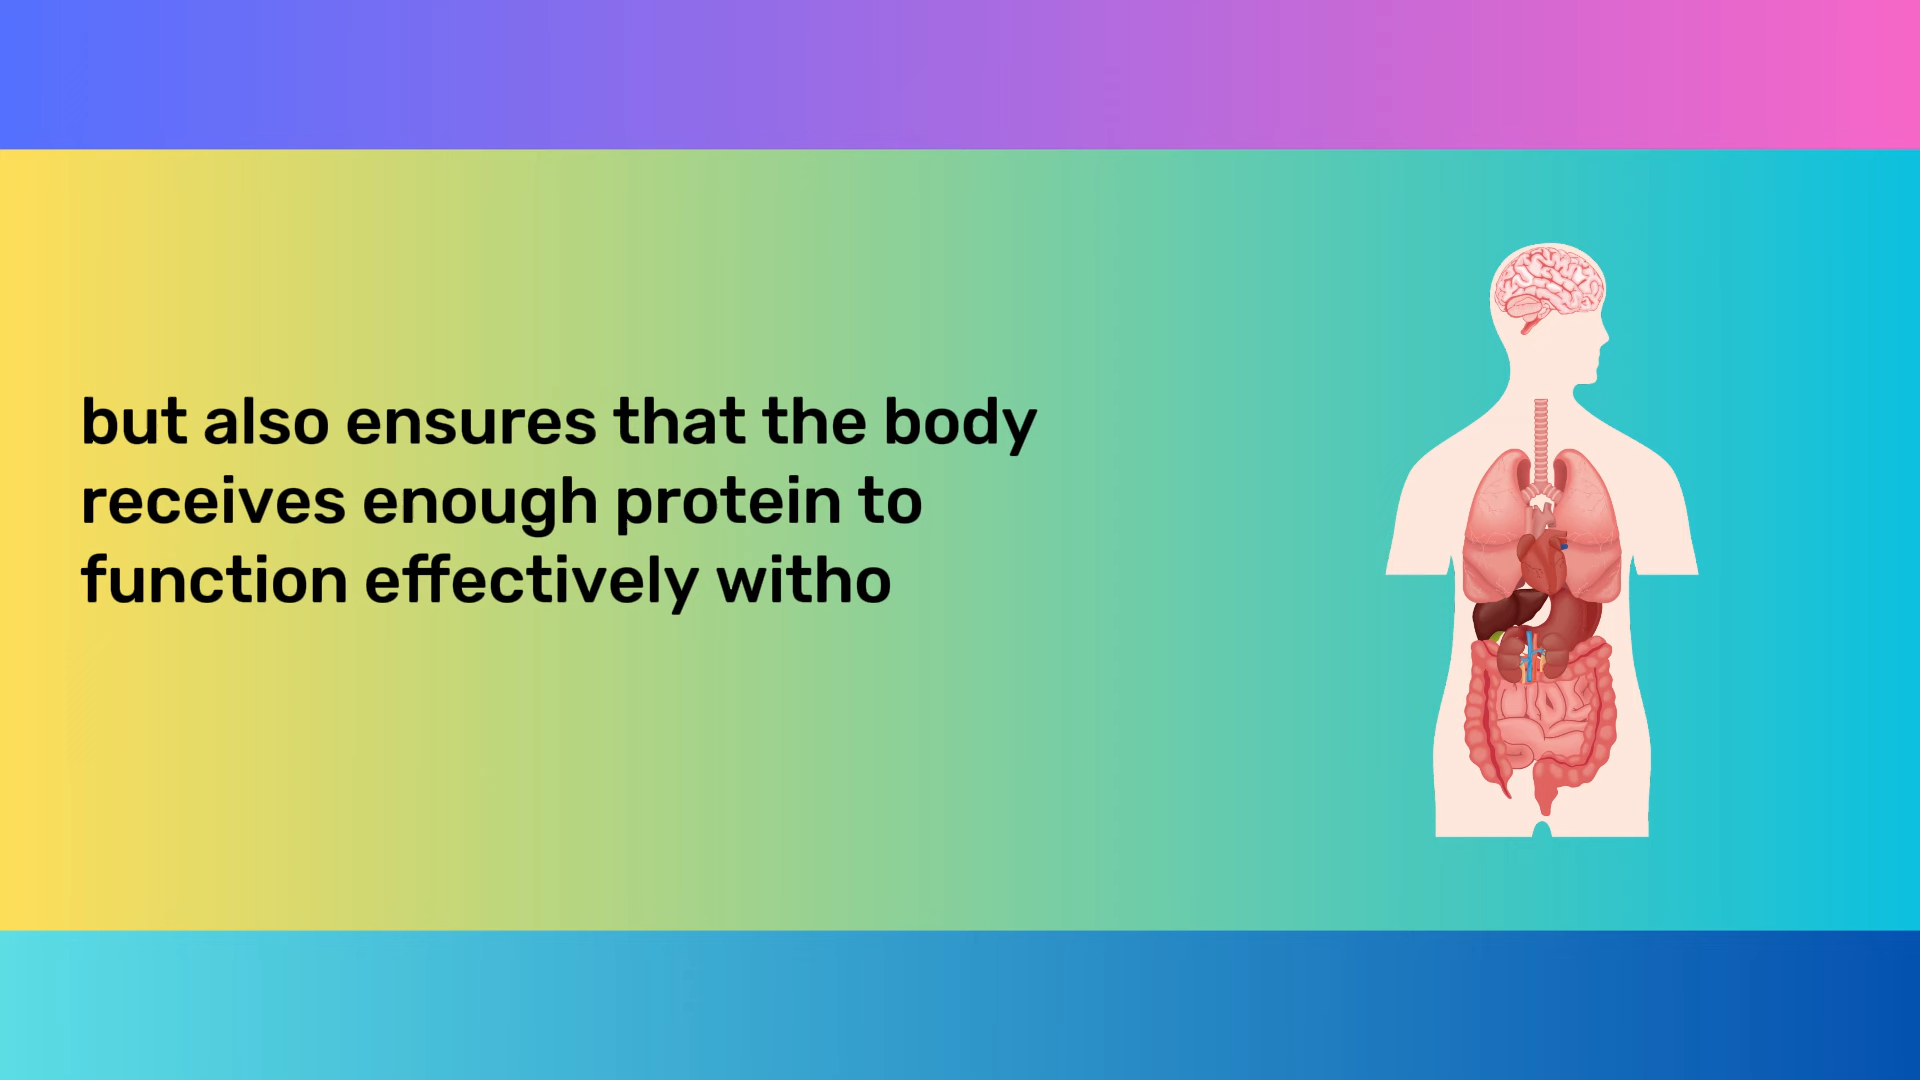 but also ensures that the body
receives enough protein to
function effectively witho